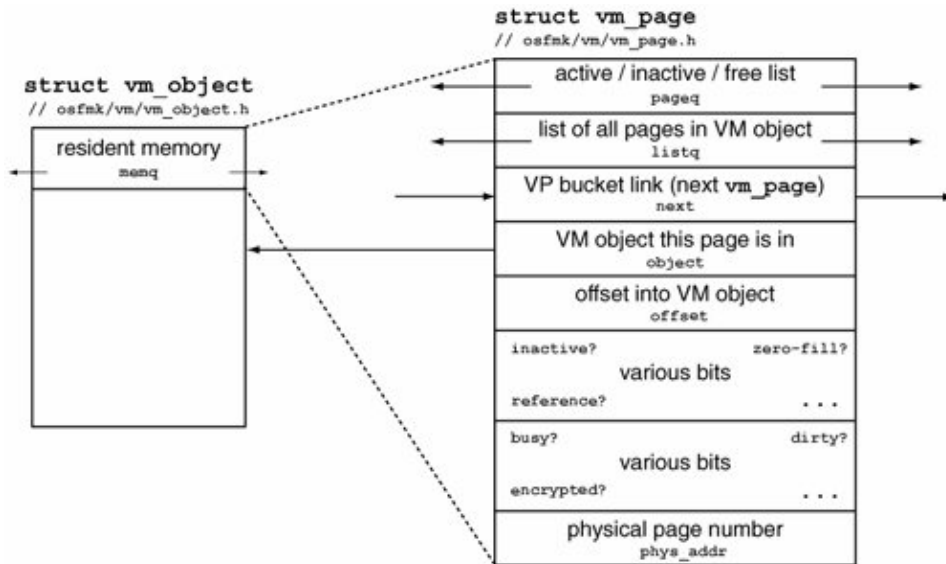 struct vm_object
// osfmk/vm/vm_object.h
resident memory
memq
struct vm_page
// osfmk/vm/vm_page.h
active / inactive / free list
pageq
list of all pages in VM object
listq
VP bucket link (next vm_page)
next
VM object this page is in
object
offset into VM object
offset
inactive? zero-fill?
various bits
reference? ...
busy? dirty?
various bits
encrypted? ...
physical page number
phys_addr